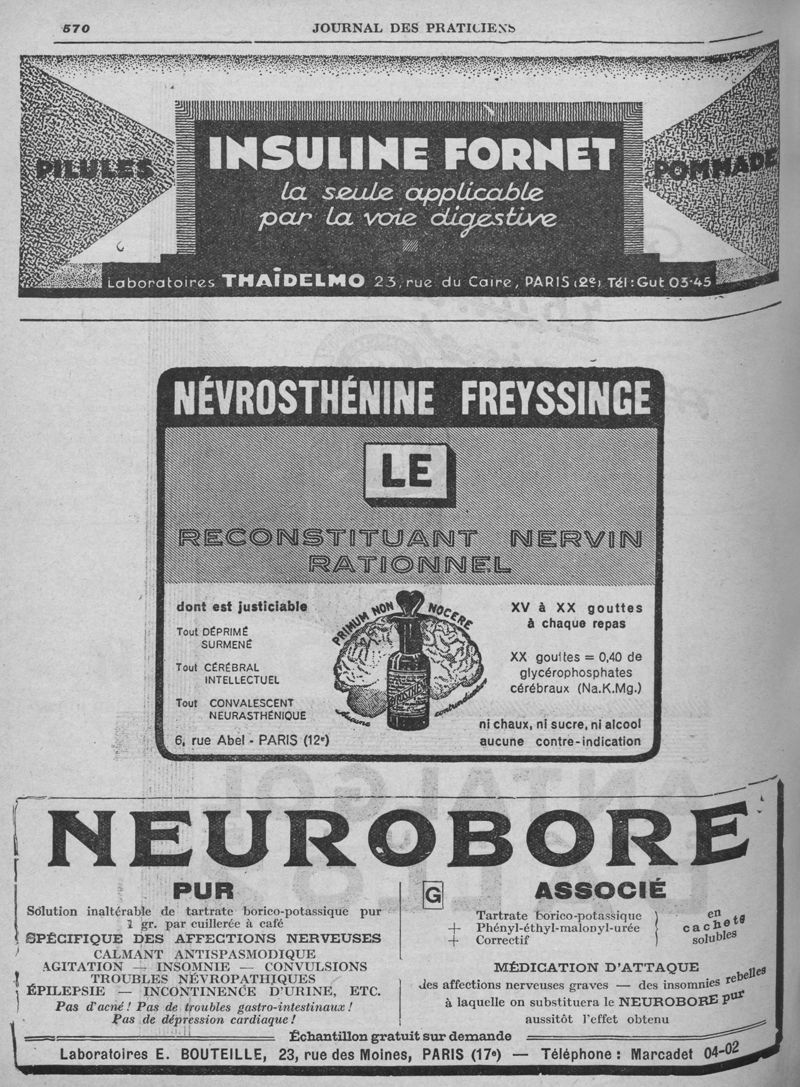 570
JOURNAL DES PRATICIENS
PILULES
INSULINE FORNET
la seule applicable
par la voie digestive
POMMADE
Laboratoires THAÏDELMO 23, rue du Caire, PARIS (2e) Tél: Gut 03-45
NÉVROSTHÉNINE FREYSSINGE
LE
RECONSTITUANT NERVIN
RATIONNEL
dont est justiciable
Tout DÉPRIMÉ
SURMENÉ
Tout CÉRÉBRAL
INTELLECTUEL
Tout CONVALESCENT
NEURASTHÉNIQUE
6, rue Abel - PARIS (12e)
PRIMUM NON NOCERE
Aucune contrindication
XV à XX gouttes
à chaque repas
XX gouttes = 0,40 de
glycérophosphates
cérébraux (Na.K.Mg.)
ni chaux, ni sucre, ni alcool
aucune contre-indication
NEUROBORE
PUR
Solution inaltérable de tartrate borico-potassique pur
1 gr. par cuillerée à café
SPÉCIFIQUE DES AFFECTIONS NERVEUSES
CALMANT ANTISPASMODIQUE
AGITATION — INSOMNIE — CONVULSIONS
TROUBLES NÉVROPATHIQUES
ÉPILEPSIE — INCONTINENCE D'URINE, ETC.
Pas d'acné ! Pas de troubles gastro-intestinaux !
Pas de dépression cardiaque !
G
ASSOCIÉ
Tartrate borico-potassique
+ Phényl-éthyl-malonyl-urée
+ Correctif
en
cachets
solubles
MÉDICATION D'ATTAQUE
des affections nerveuses graves — des insomnies rebelles
à laquelle on substituera le NEUROBORE pur
aussitôt l'effet obtenu
Échantillon gratuit sur demande
Laboratoires E. BOUTEILLE, 23, rue des Moines, PARIS (17e) — Téléphone : Marcadet 04-02